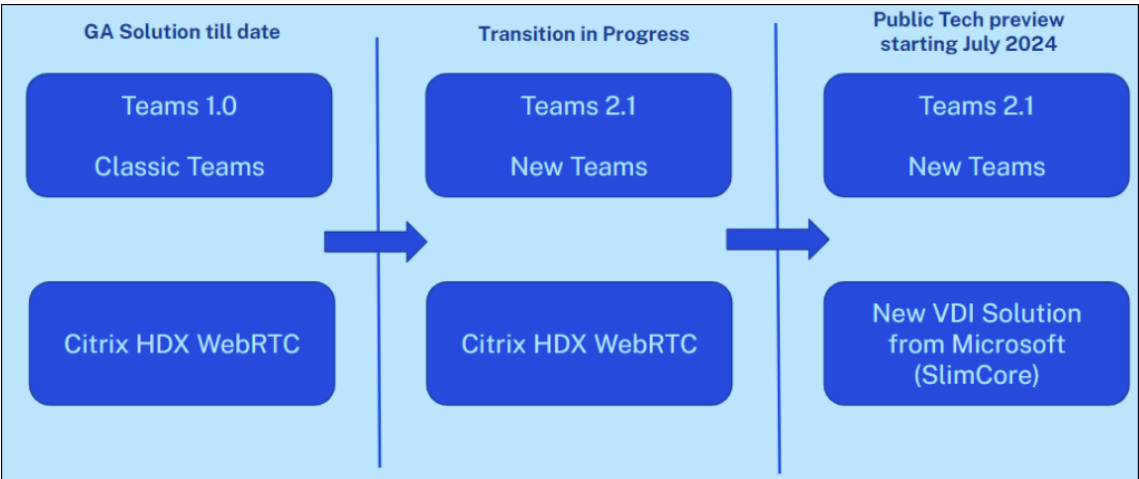 GA Solution till date
Transition in Progress
Public Tech preview
starting July 2024
Teams 1.0
Classic Teams
Teams 2.1
New Teams
Teams 2.1
New Teams
Citrix HDX WebRTC
Citrix HDX WebRTC
New VDI Solution
from Microsoft
(SlimCore)